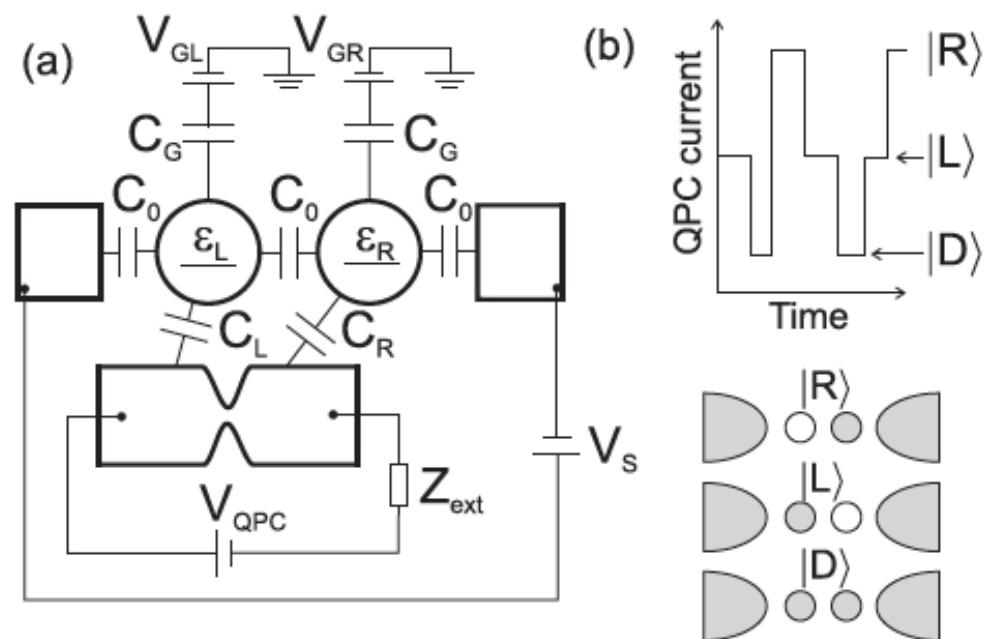 (a)
V_GL
V_GR
C_G
C_G
C_0
C_0
C_0
ε_L
ε_R
C_L
C_R
V_S
Z_ext
V_QPC
(b)
QPC current
|R⟩
|L⟩
|D⟩
Time
|R⟩
|L⟩
|D⟩